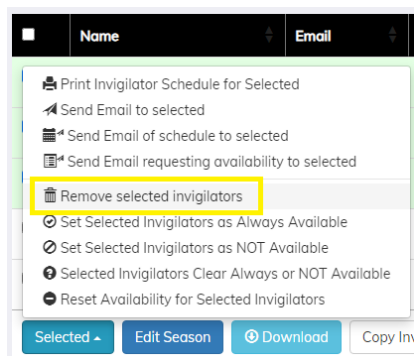 Name Email
Print Invigilator Schedule for Selected
Send Email to selected
Send Email of schedule to selected
Send Email requesting availability to selected
Remove selected invigilators
Set Selected Invigilators as Always Available
Set Selected Invigilators as NOT Available
Selected Invigilators Clear Always or NOT Available
Reset Availability for Selected Invigilators
Selected Edit Season Download Copy Inv